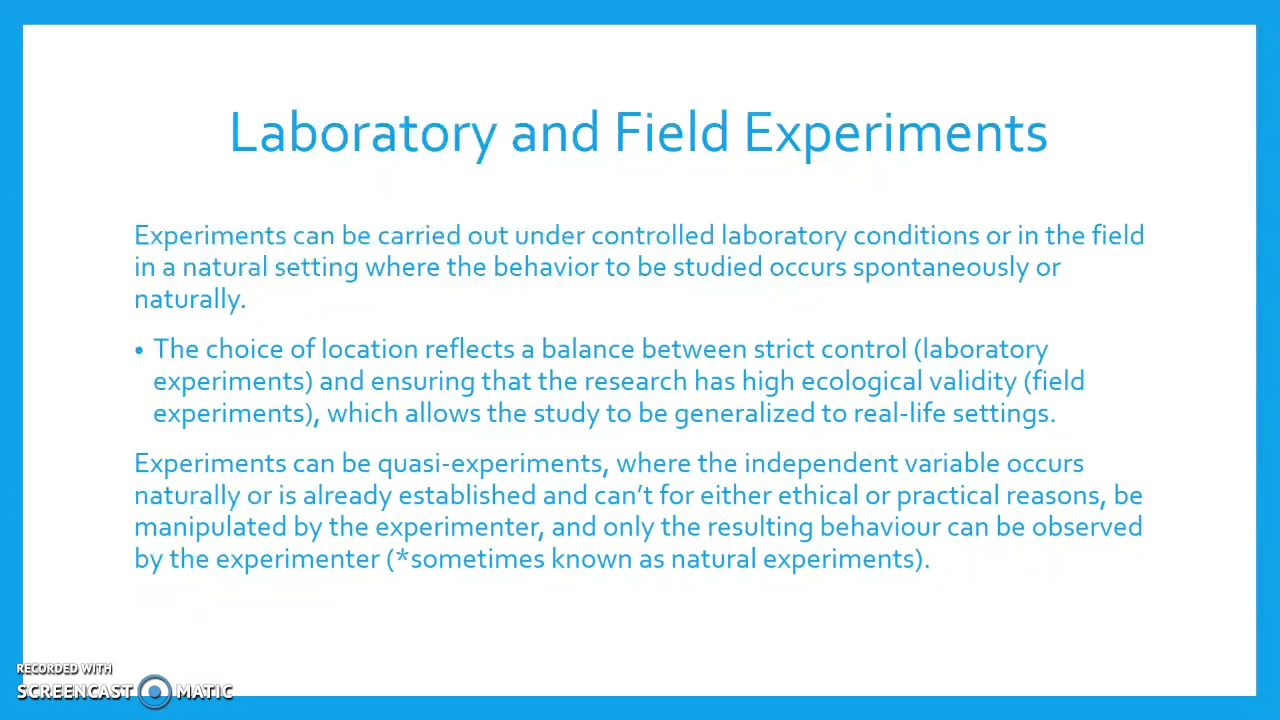 Laboratory and Field Experiments
Experiments can be carried out under controlled laboratory conditions or in the field
in a natural setting where the behavior to be studied occurs spontaneously or
naturally.
• The choice of location reflects a balance between strict control (laboratory
experiments) and ensuring that the research has high ecological validity (field
experiments), which allows the study to be generalized to real-life settings.
Experiments can be quasi-experiments, where the independent variable occurs
naturally or is already established and can't for either ethical or practical reasons, be
manipulated by the experimenter, and only the resulting behaviour can be observed
by the experimenter (*sometimes known as natural experiments).
RECORDED WITH
SCREENCAST MATIC